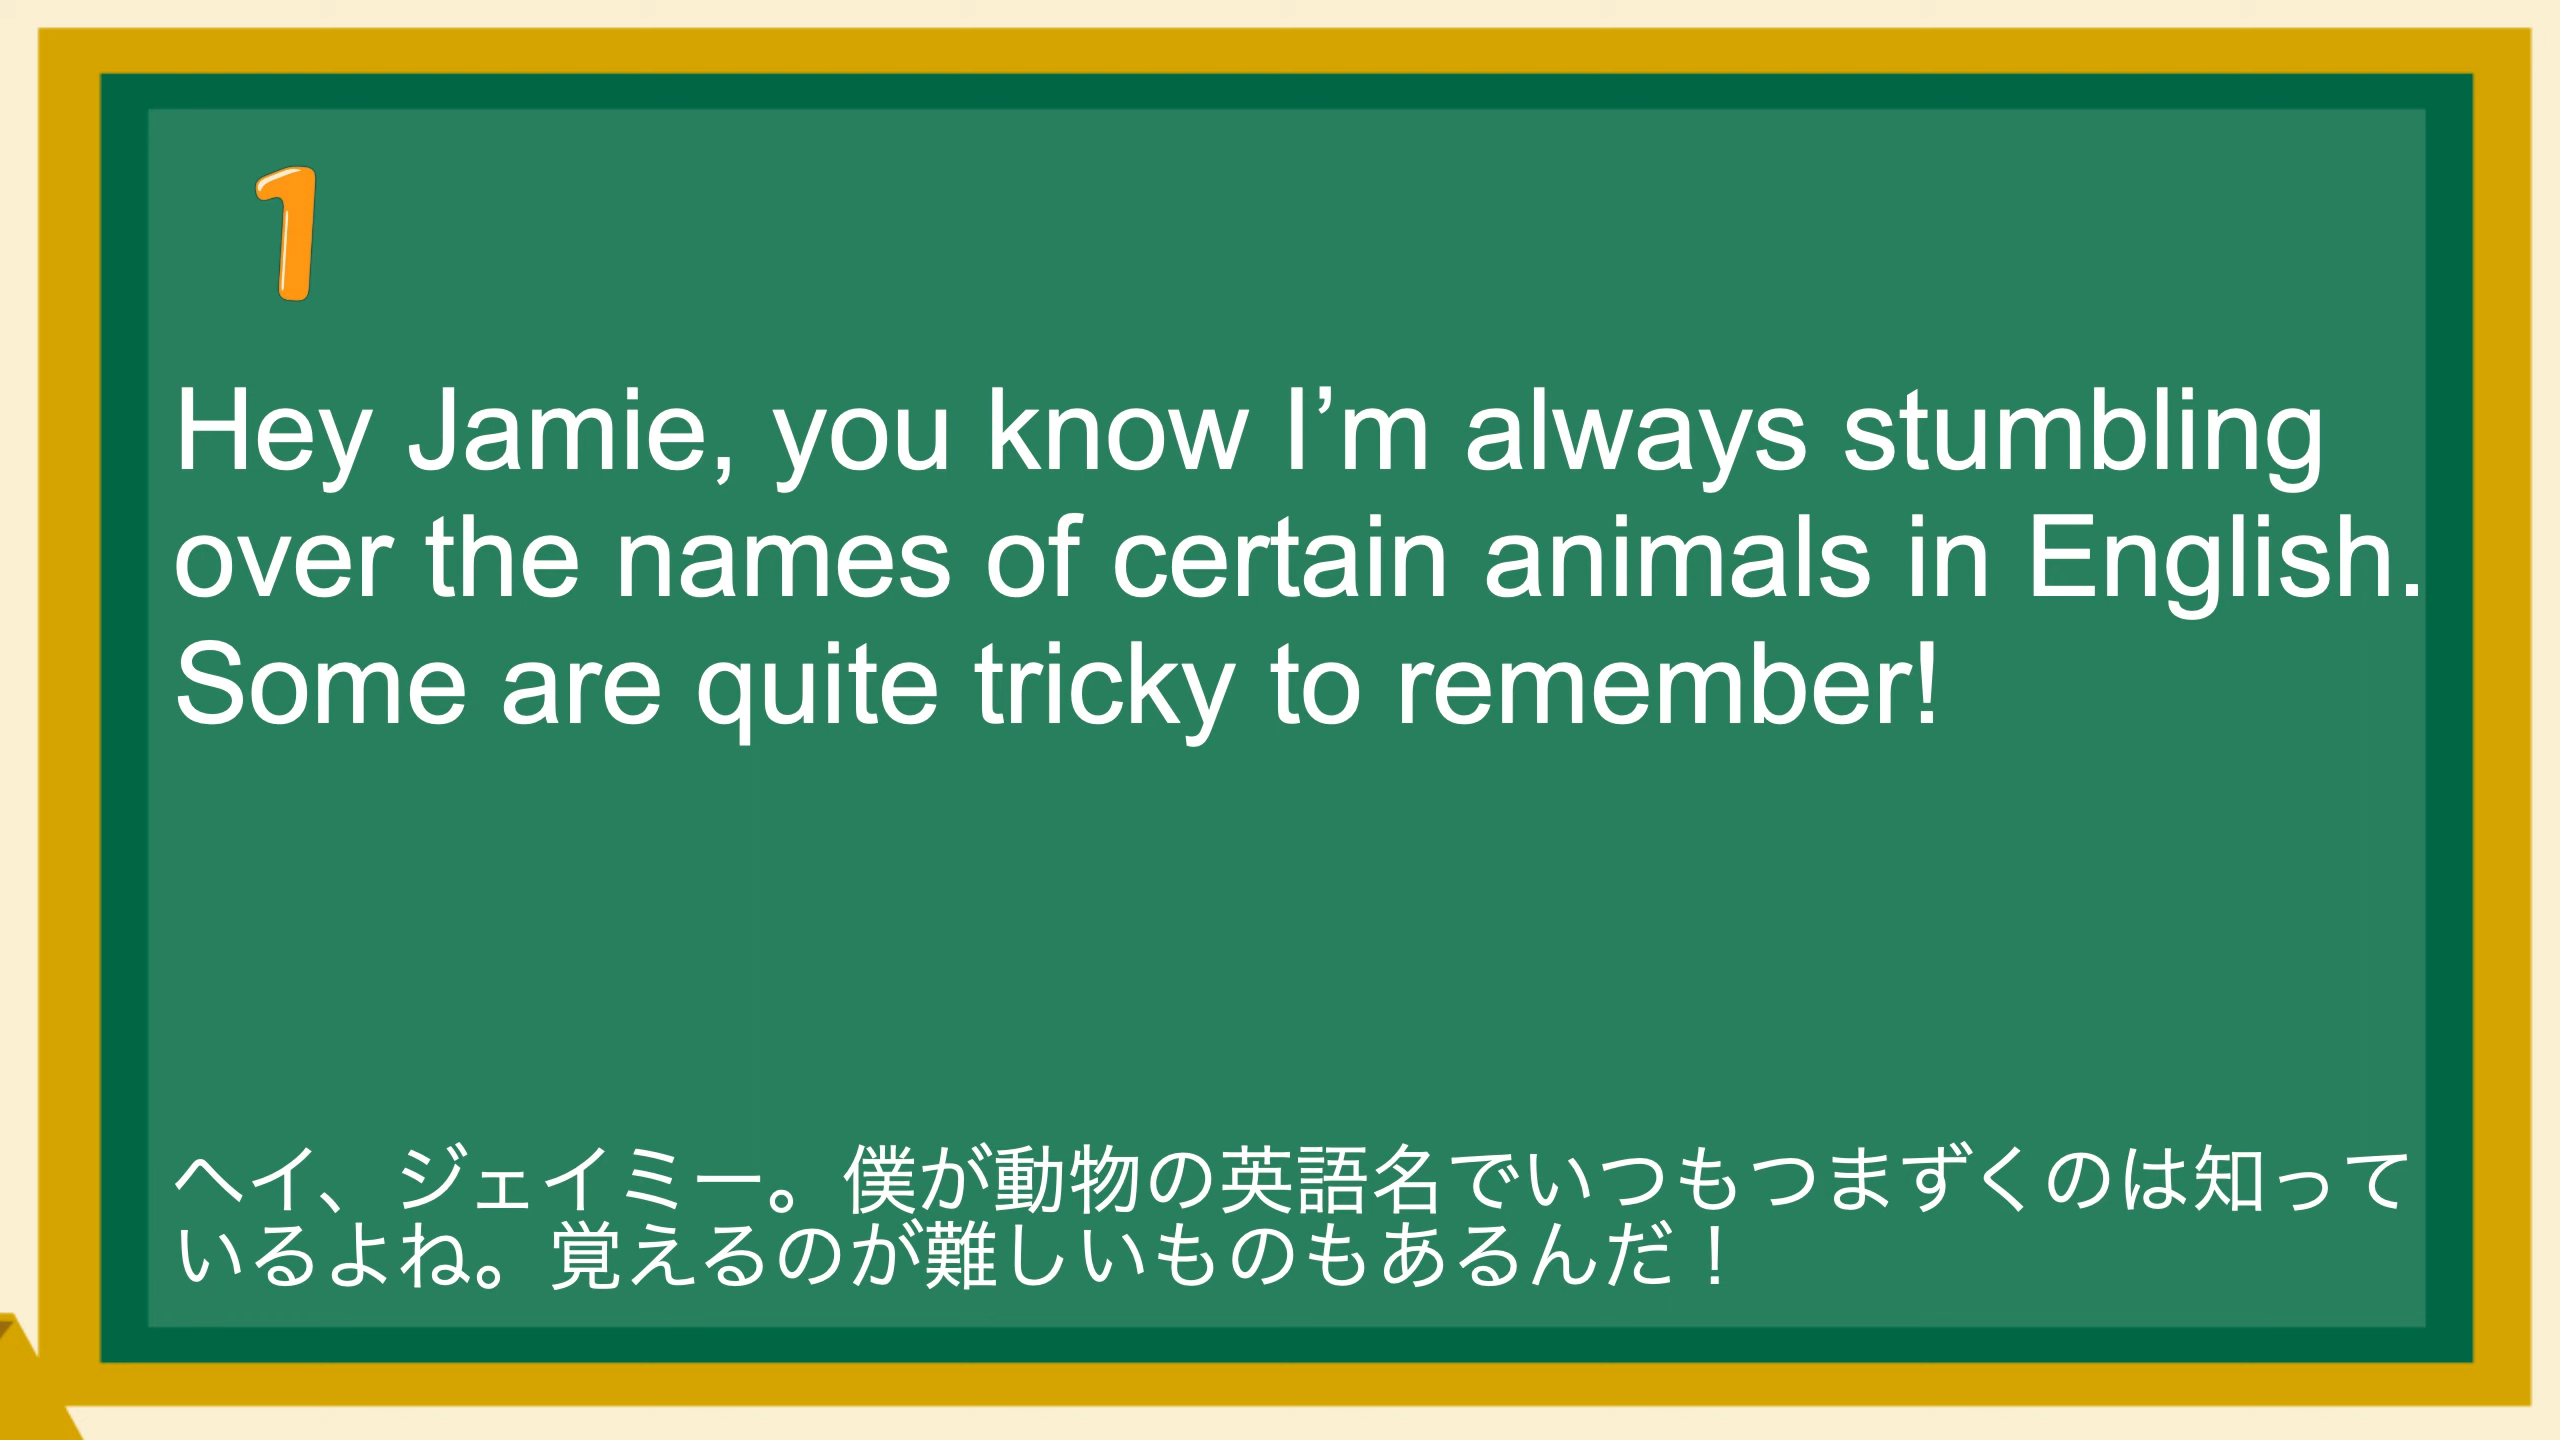 1
Hey Jamie, you know I’m always stumbling
over the names of certain animals in English.
Some are quite tricky to remember!
ヘイ、ジェイミー。僕が動物の英語名でいつもつまずくのは知って
いるよね。覚えるのが難しいものもあるんだ！